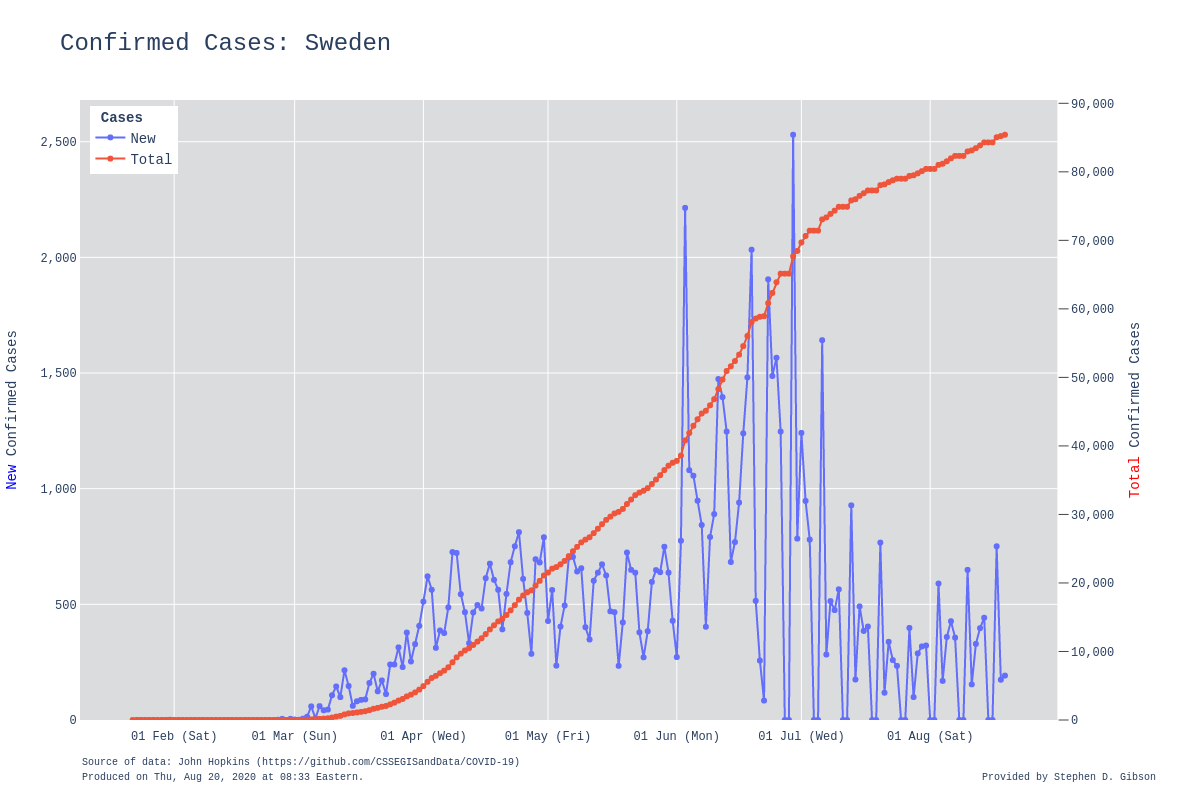 Confirmed Cases: Sweden
Cases
New
Total
2,500
2,000
1,500
1,000
500
0
New Confirmed Cases
90,000
80,000
70,000
60,000
50,000
40,000
30,000
20,000
10,000
0
Total Confirmed Cases
01 Feb (Sat) 01 Mar (Sun) 01 Apr (Wed) 01 May (Fri) 01 Jun (Mon) 01 Jul (Wed) 01 Aug (Sat)
Source of data: John Hopkins (https://github.com/CSSEGISandData/COVID-19)
Produced on Thu, Aug 20, 2020 at 08:33 Eastern.
Provided by Stephen D. Gibson